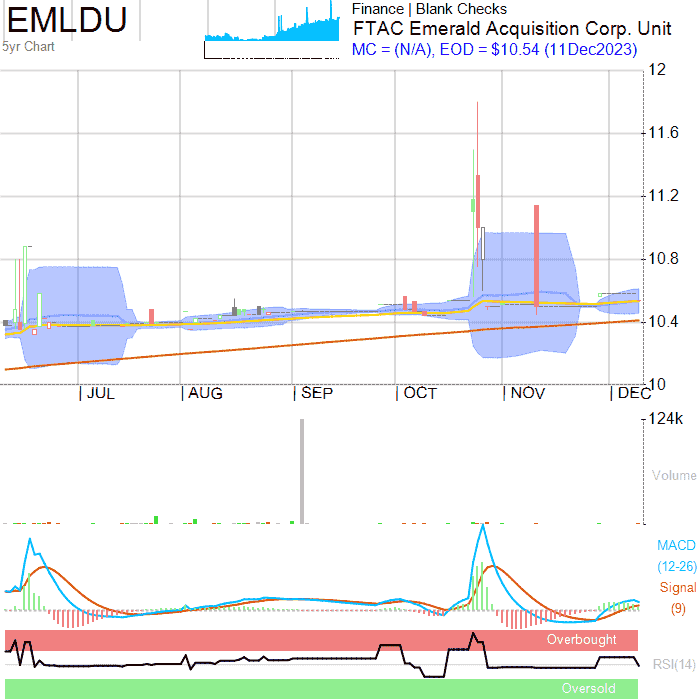 EMLDU
5yr Chart
Finance | Blank Checks
FTAC Emerald Acquisition Corp. Unit
MC = (N/A), EOD = $10.54 (11Dec2023)
12
11.6
11.2
10.8
10.4
10
JUL AUG SEP OCT NOV DEC
124k
Volume
MACD
(12-26)
Signal
(9)
Overbought
RSI(14)
Oversold